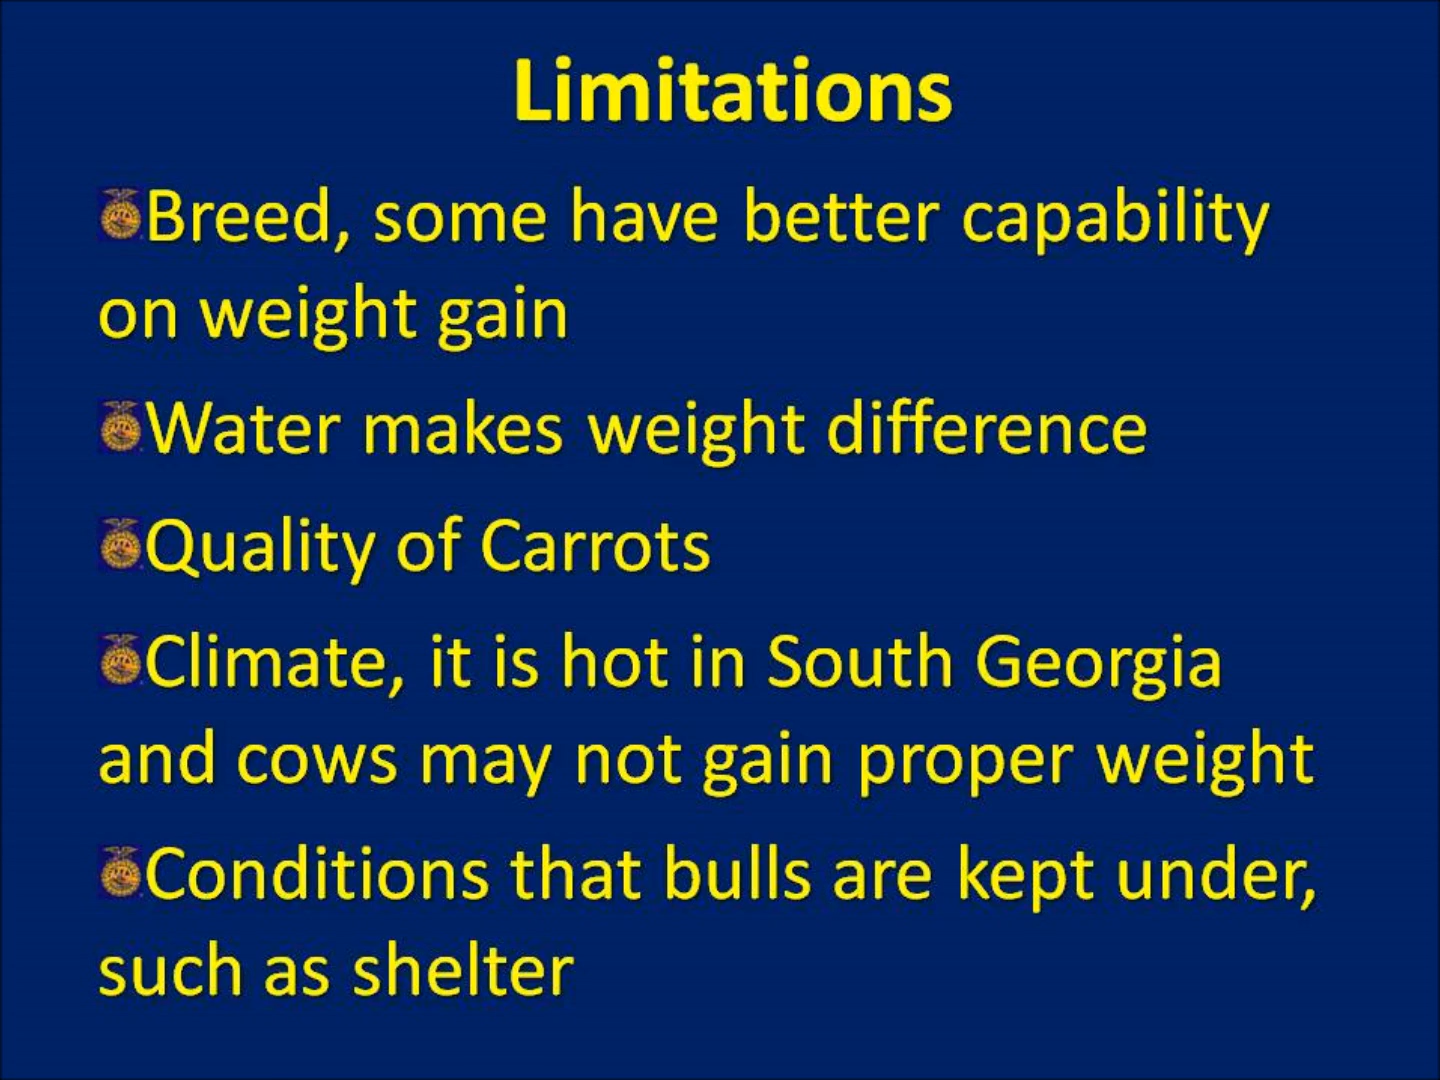 Limitations
Breed, some have better capability
on weight gain
Water makes weight difference
Quality of Carrots
Climate, it is hot in South Georgia
and cows may not gain proper weight
Conditions that bulls are kept under,
such as shelter